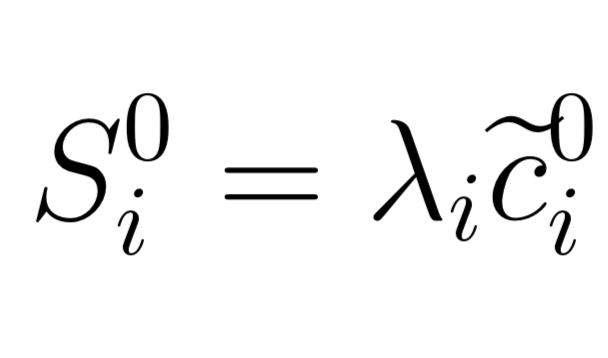 $S_i^0 = \lambda_i \widetilde{c}_i^0$